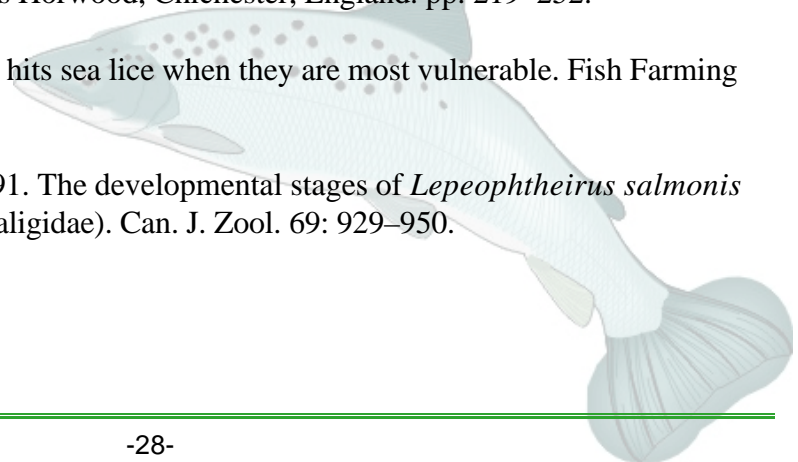 Horwood, Chichester, England. pp. 219–232.
hits sea lice when they are most vulnerable. Fish Farming
91. The developmental stages of Lepeophtheirus salmonis
aligidae). Can. J. Zool. 69: 929–950.
-28-